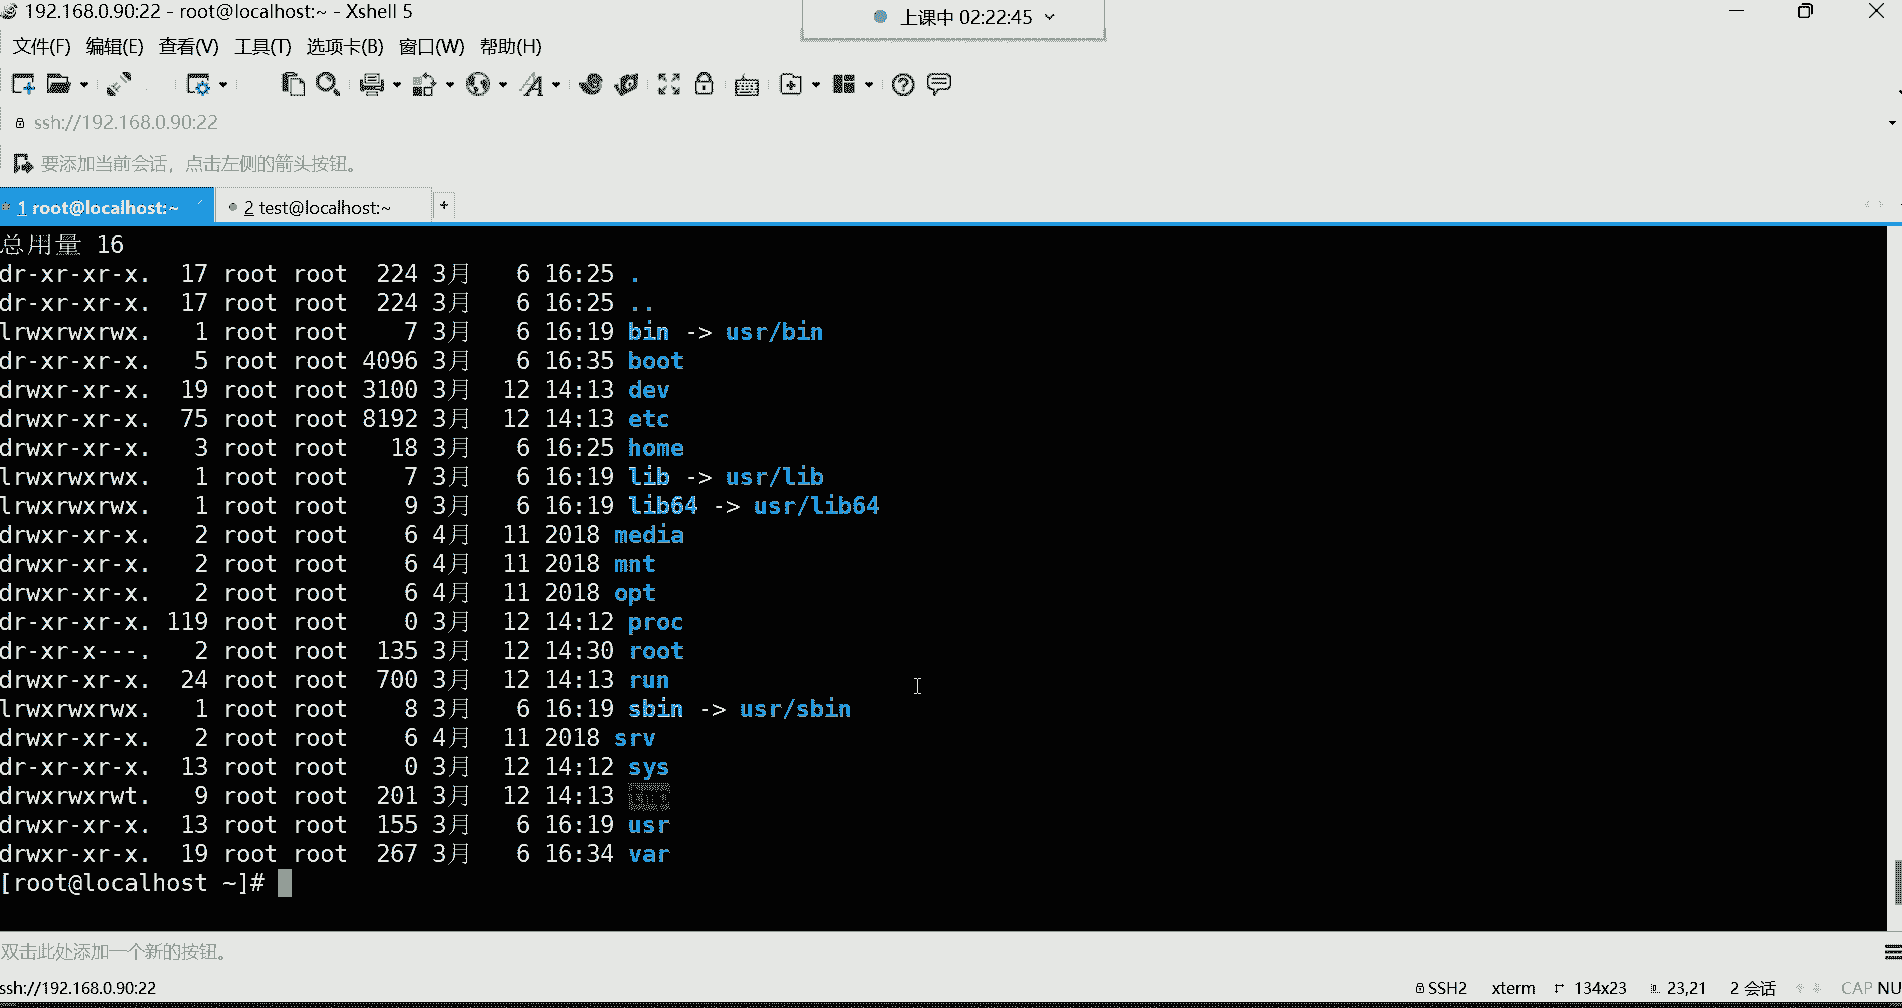 192.168.0.90:22 - root@localhost:~ - Xshell 5
上课中 02:22:45
文件(F) 编辑(E) 查看(V) 工具(T) 选项卡(B) 窗口(W) 帮助(H)
ssh://192.168.0.90:22
要添加当前会话，点击左侧的箭头按钮。
1 root@localhost:~ 2 test@localhost:~ +
总用量 16
dr-xr-xr-x. 17 root root 224 3月 6 16:25 .
dr-xr-xr-x. 17 root root 224 3月 6 16:25 ..
lrwxrwxrwx. 1 root root 7 3月 6 16:19 bin -> usr/bin
dr-xr-xr-x. 5 root root 4096 3月 6 16:35 boot
drwxr-xr-x. 19 root root 3100 3月 12 14:13 dev
drwxr-xr-x. 75 root root 8192 3月 12 14:13 etc
drwxr-xr-x. 3 root root 18 3月 6 16:25 home
lrwxrwxrwx. 1 root root 7 3月 6 16:19 lib -> usr/lib
lrwxrwxrwx. 1 root root 9 3月 6 16:19 lib64 -> usr/lib64
drwxr-xr-x. 2 root root 6 4月 11 2018 media
drwxr-xr-x. 2 root root 6 4月 11 2018 mnt
drwxr-xr-x. 2 root root 6 4月 11 2018 opt
dr-xr-xr-x. 119 root root 0 3月 12 14:12 proc
dr-xr-x---. 2 root root 135 3月 12 14:30 root
drwxr-xr-x. 24 root root 700 3月 12 14:13 run
lrwxrwxrwx. 1 root root 8 3月 6 16:19 sbin -> usr/sbin
drwxr-xr-x. 2 root root 6 4月 11 2018 srv
dr-xr-xr-x. 13 root root 0 3月 12 14:12 sys
drwxrwxrwt. 9 root root 201 3月 12 14:13
drwxr-xr-x. 13 root root 155 3月 6 16:19 usr
drwxr-xr-x. 19 root root 267 3月 6 16:34 var
[root@localhost ~]#
双击此处添加一个新的按钮。
ssh://192.168.0.90:22 SSH2 xterm 134x23 23,21 2 会话 CAP NU